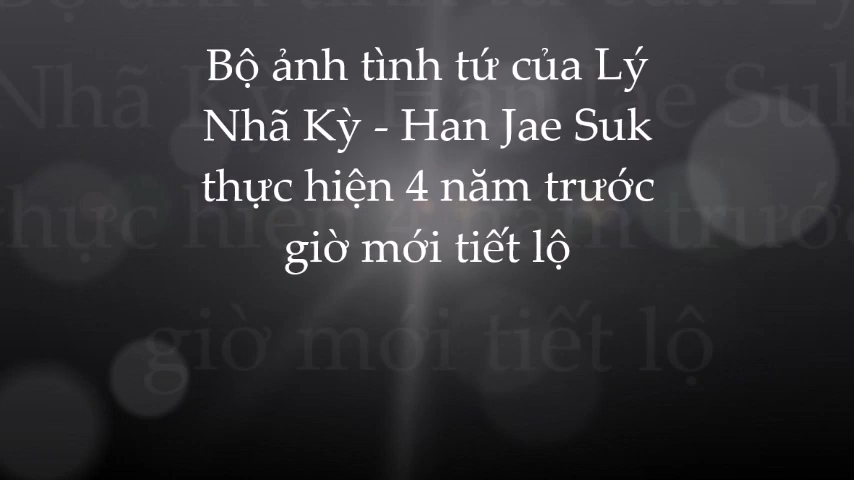 Bộ ảnh tình tứ của Lý
Nhã Kỳ - Han Jae Suk
thực hiện 4 năm trước
giờ mới tiết lộ